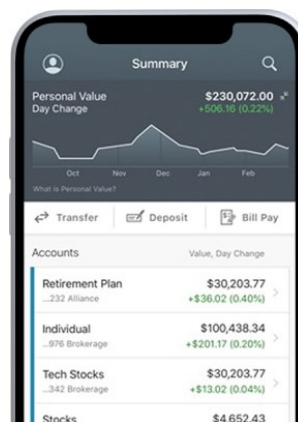 Summary
Personal Value $230,072.00
Day Change +506.16 (0.22%)
Oct Nov Dec Jan Feb
What is Personal Value?
Transfer Deposit Bill Pay
Accounts Value, Day Change
Retirement Plan $30,203.77
...232 Alliance +$36.02 (0.40%)
Individual $100,438.34
...976 Brokerage +$201.17 (0.20%)
Tech Stocks $30,203.77
...342 Brokerage +$13.02 (0.04%)
Stocks $4,652.43